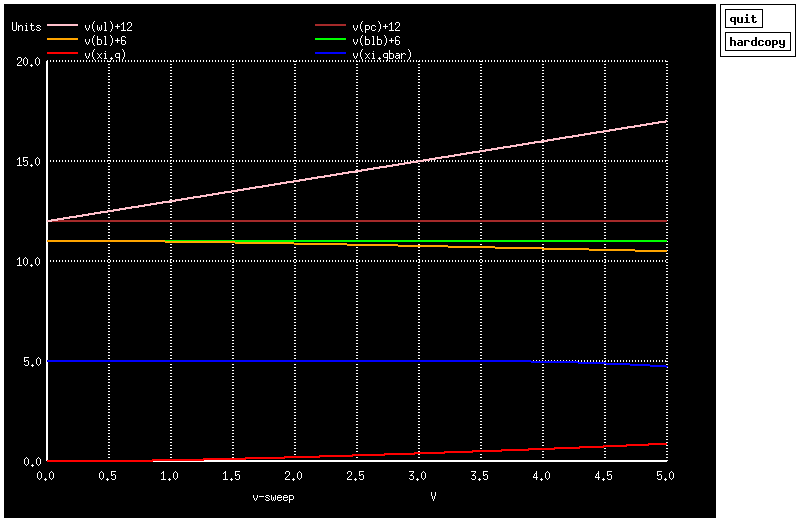 Units v(wl)+12 v(pc)+12
v(bl)+6 v(blb)+6
v(xi.q) v(xi.qbar)
quit
hardcopy
20.0
15.0
10.0
5.0
0.0
0.0 0.5 1.0 1.5 2.0 2.5 3.0 3.5 4.0 4.5 5.0
v-sweep V